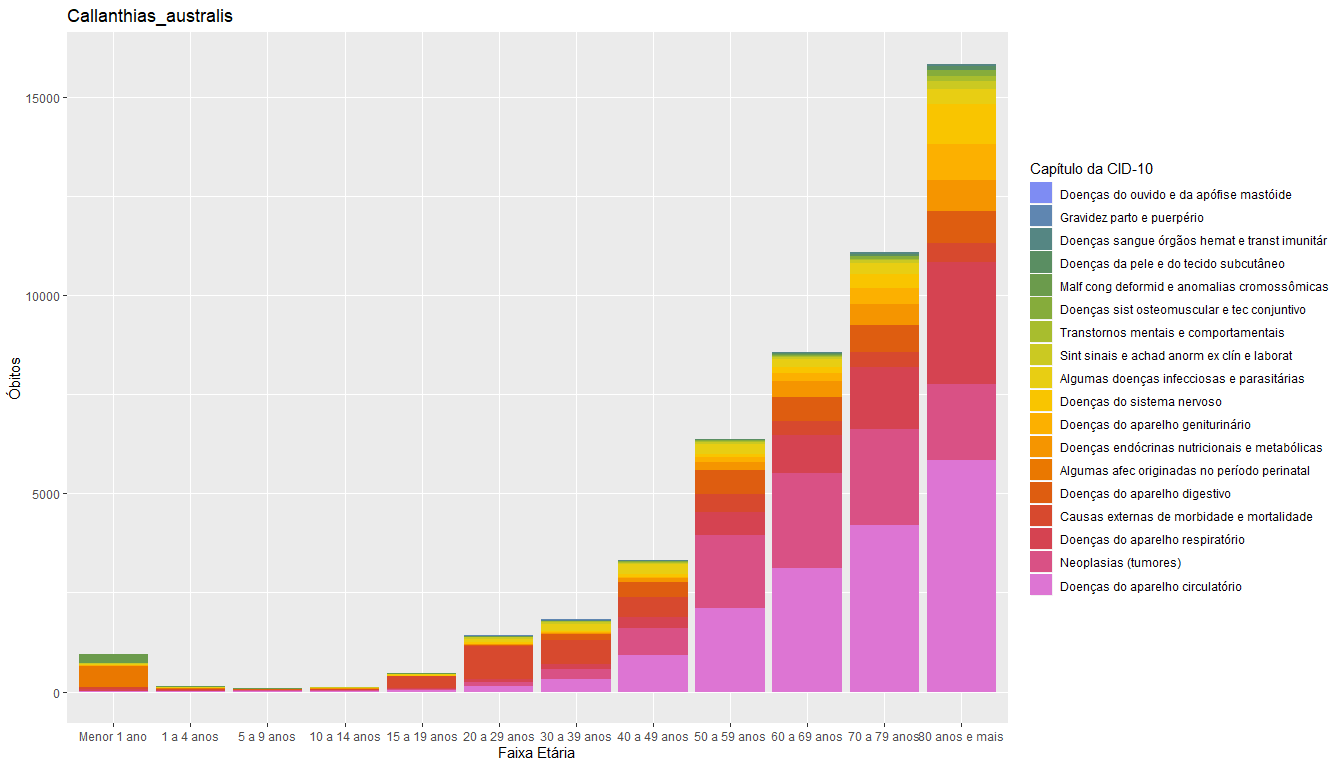 Callanthias_australis
Óbitos
15000
10000
5000
0
Menor 1 ano
1 a 4 anos
5 a 9 anos
10 a 14 anos
15 a 19 anos
20 a 29 anos
30 a 39 anos
40 a 49 anos
50 a 59 anos
60 a 69 anos
70 a 79 anos
80 anos e mais
Faixa Etária
Capítulo da CID-10
Doenças do ouvido e da apófise mastóide
Gravidez parto e puerpério
Doenças sangue órgãos hemat e transt imunitár
Doenças da pele e do tecido subcutâneo
Malf cong deformid e anomalias cromossômicas
Doenças sist osteomuscular e tec conjuntivo
Transtornos mentais e comportamentais
Sint sinais e achad anorm ex clín e laborat
Algumas doenças infecciosas e parasitárias
Doenças do sistema nervoso
Doenças do aparelho geniturinário
Doenças endócrinas nutricionais e metabólicas
Algumas afec originadas no período perinatal
Doenças do aparelho digestivo
Causas externas de morbidade e mortalidade
Doenças do aparelho respiratório
Neoplasias (tumores)
Doenças do aparelho circulatório